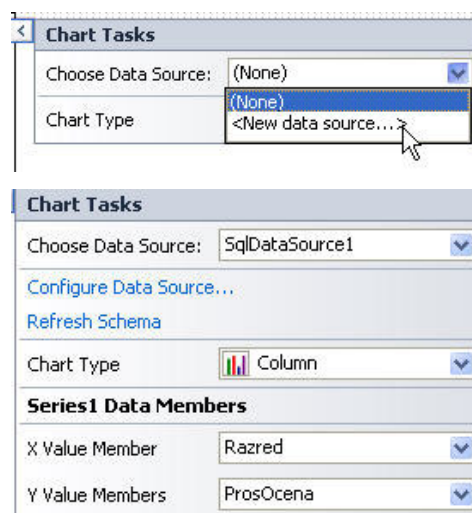 Chart Tasks
Choose Data Source: (None)
(None)
Chart Type <New data source...>
Chart Tasks
Choose Data Source: SqlDataSource1
Configure Data Source...
Refresh Schema
Chart Type Column
Series1 Data Members
X Value Member Razred
Y Value Members ProsOcena